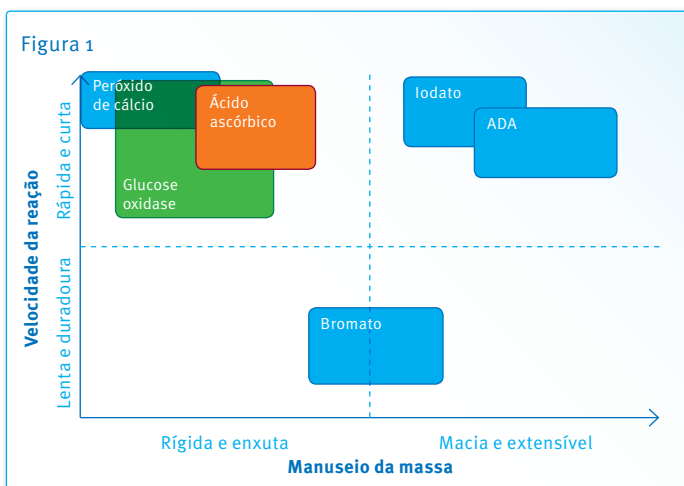 Figura 1
Velocidade da reação
Rápida e curta
Lenta e duradoura
Peróxido
de cálcio
Ácido
ascórbico
Glucose
oxidase
Iodato
ADA
Bromato
Rígida e enxuta
Macia e extensível
Manuseio da massa